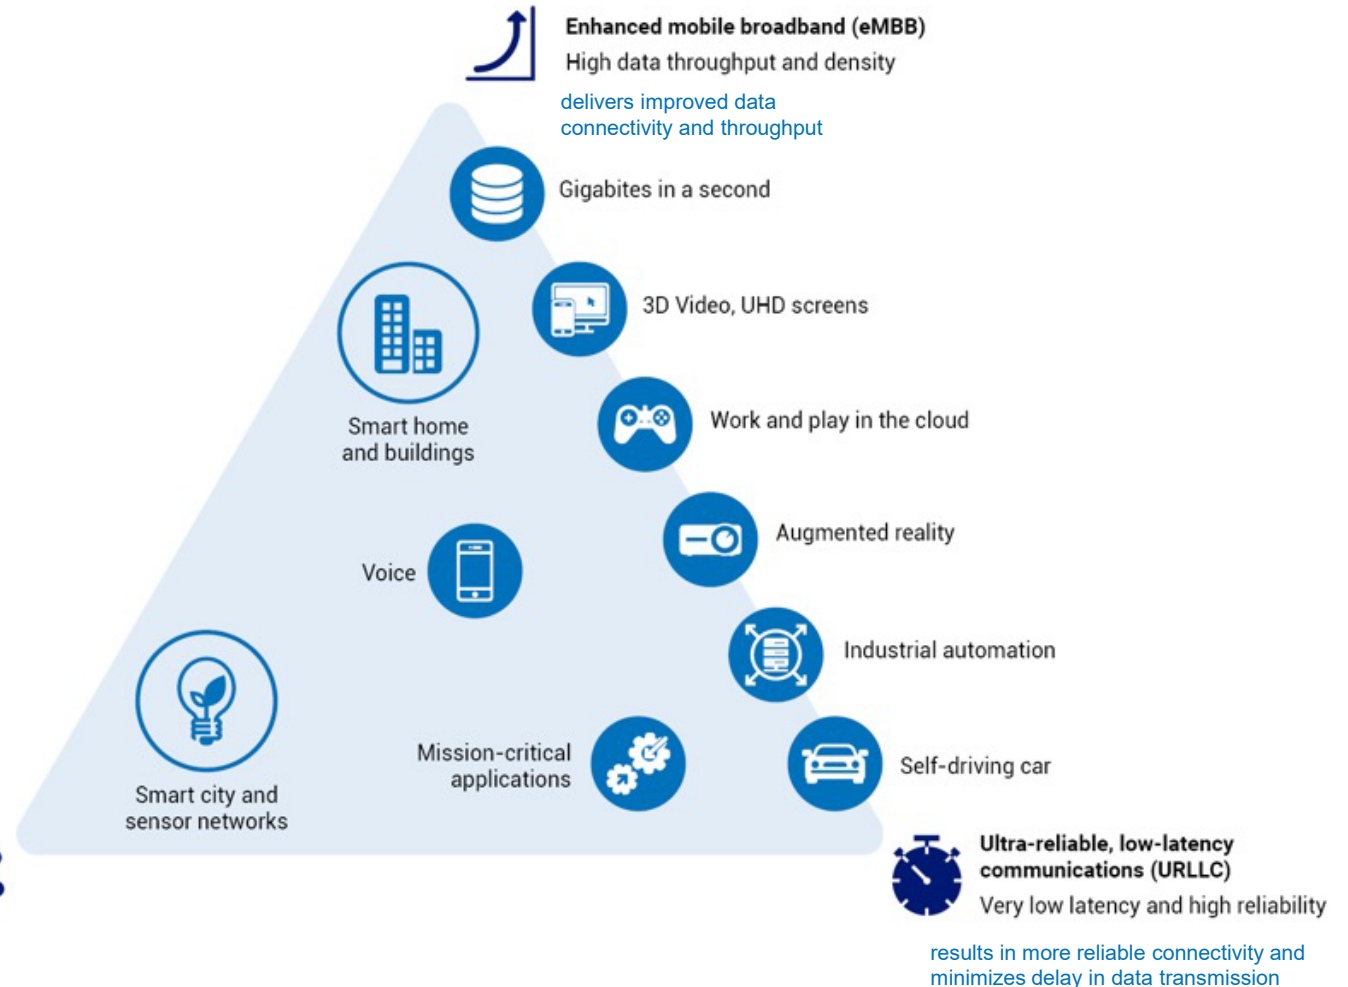 Enhanced mobile broadband (eMBB)
High data throughput and density
delivers improved data
connectivity and throughput
Gigabites in a second
3D Video, UHD screens
Smart home
and buildings
Work and play in the cloud
Augmented reality
Voice
Industrial automation
Mission-critical
applications
Self-driving car
Smart city and
sensor networks
Ultra-reliable, low-latency
communications (URLLC)
Very low latency and high reliability
results in more reliable connectivity and
minimizes delay in data transmission